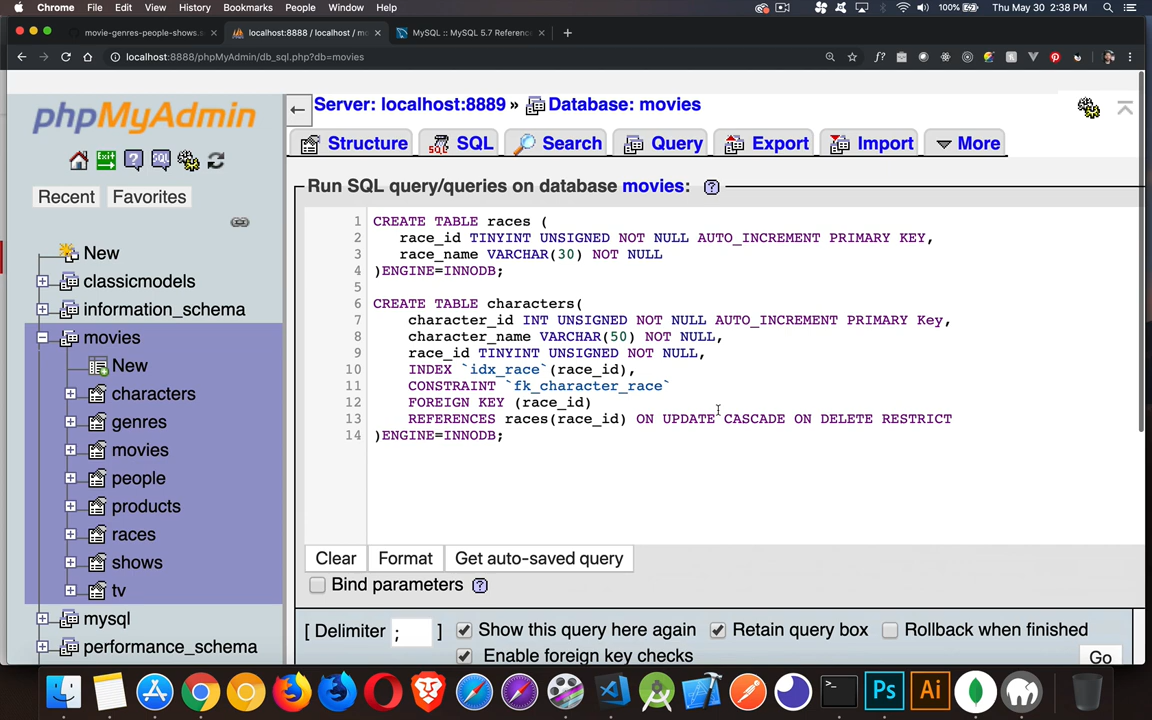 Chrome File Edit View History Bookmarks People Window Help
100% Thu May 30 2:38 PM
movie-genres-people-shows.s
localhost:8888 / localhost / mo
MySQL :: MySQL 5.7 Referenc
localhost:8888/phpMyAdmin/db_sql.php?db=movies
phpMyAdmin
Recent Favorites
New
classicmodels
information_schema
movies
New
characters
genres
movies
people
products
races
shows
tv
mysql
performance_schema
Server: localhost:8889 » Database: movies
Structure SQL Search Query Export Import More
Run SQL query/queries on database movies:
1 CREATE TABLE races (
2 race_id TINYINT UNSIGNED NOT NULL AUTO_INCREMENT PRIMARY KEY,
3 race_name VARCHAR(30) NOT NULL
4 )ENGINE=INNODB;
5
6 CREATE TABLE characters(
7 character_id INT UNSIGNED NOT NULL AUTO_INCREMENT PRIMARY Key,
8 character_name VARCHAR(50) NOT NULL,
9 race_id TINYINT UNSIGNED NOT NULL,
10 INDEX `idx_race`(race_id),
11 CONSTRAINT `fk_character_race`
12 FOREIGN KEY (race_id)
13 REFERENCES races(race_id) ON UPDATE CASCADE ON DELETE RESTRICT
14 )ENGINE=INNODB;
Clear Format Get auto-saved query
Bind parameters
[ Delimiter ; ] Show this query here again Retain query box Rollback when finished
Enable foreign key checks
Go